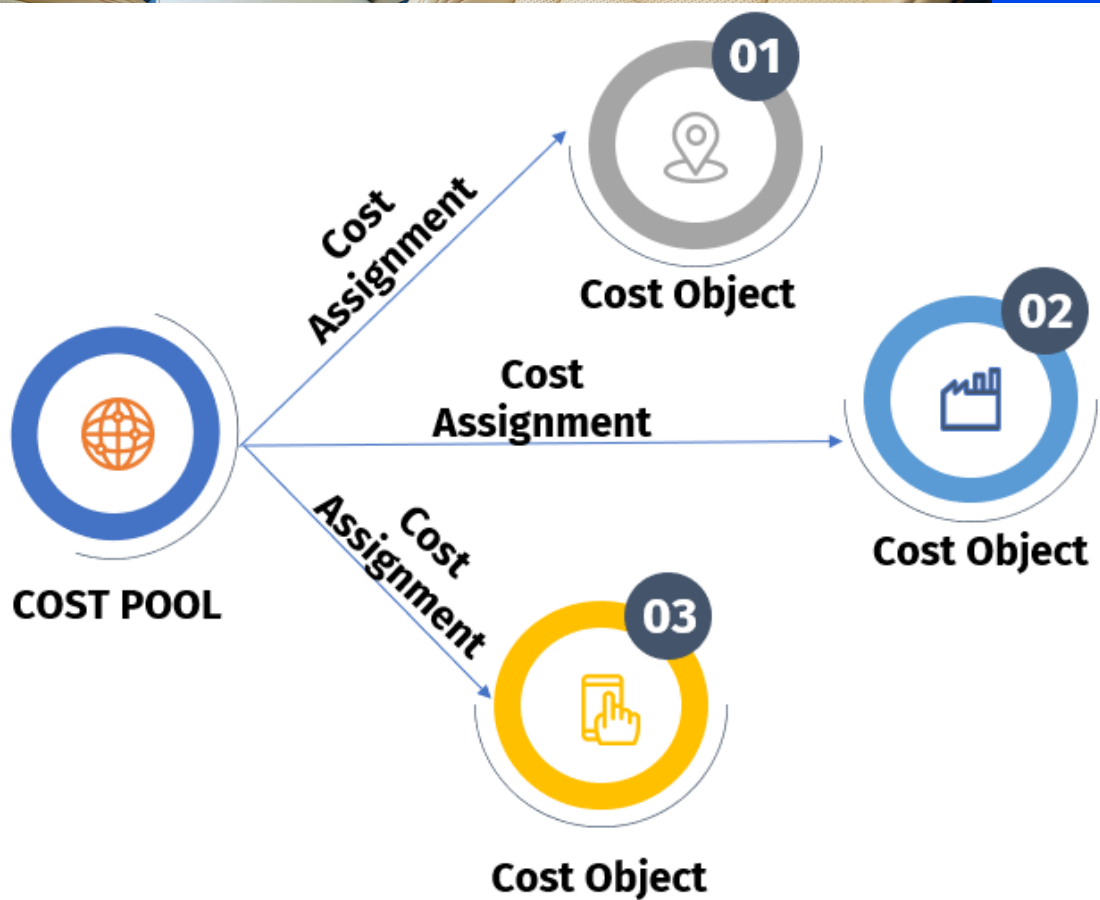 01
Cost
Assignment
Cost Object
02
Cost
Assignment
Cost Object
COST POOL
Cost
Assignment
03
Cost Object